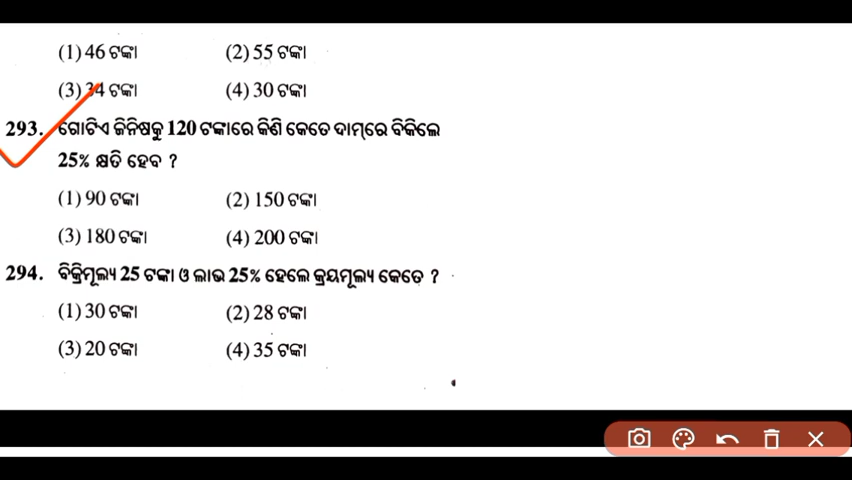 (1) 46 ଟଙ୍କା (2) 55 ଟଙ୍କା
(3) 34 ଟଙ୍କା (4) 30 ଟଙ୍କା
293. ଗୋଟିଏ ଜିନିଷକୁ 120 ଟଙ୍କାରେ କିଣି କେତେ ଦାମ୍‌ରେ ବିକିଲେ
25% କ୍ଷତି ହେବ ?
(1) 90 ଟଙ୍କା (2) 150 ଟଙ୍କା
(3) 180 ଟଙ୍କା (4) 200 ଟଙ୍କା
294. ବିକ୍ରିମୂଲ୍ୟ 25 ଟଙ୍କା ଓ ଲାଭ 25% ହେଲେ କ୍ରୟମୂଲ୍ୟ କେତେ ?
(1) 30 ଟଙ୍କା (2) 28 ଟଙ୍କା
(3) 20 ଟଙ୍କା (4) 35 ଟଙ୍କା